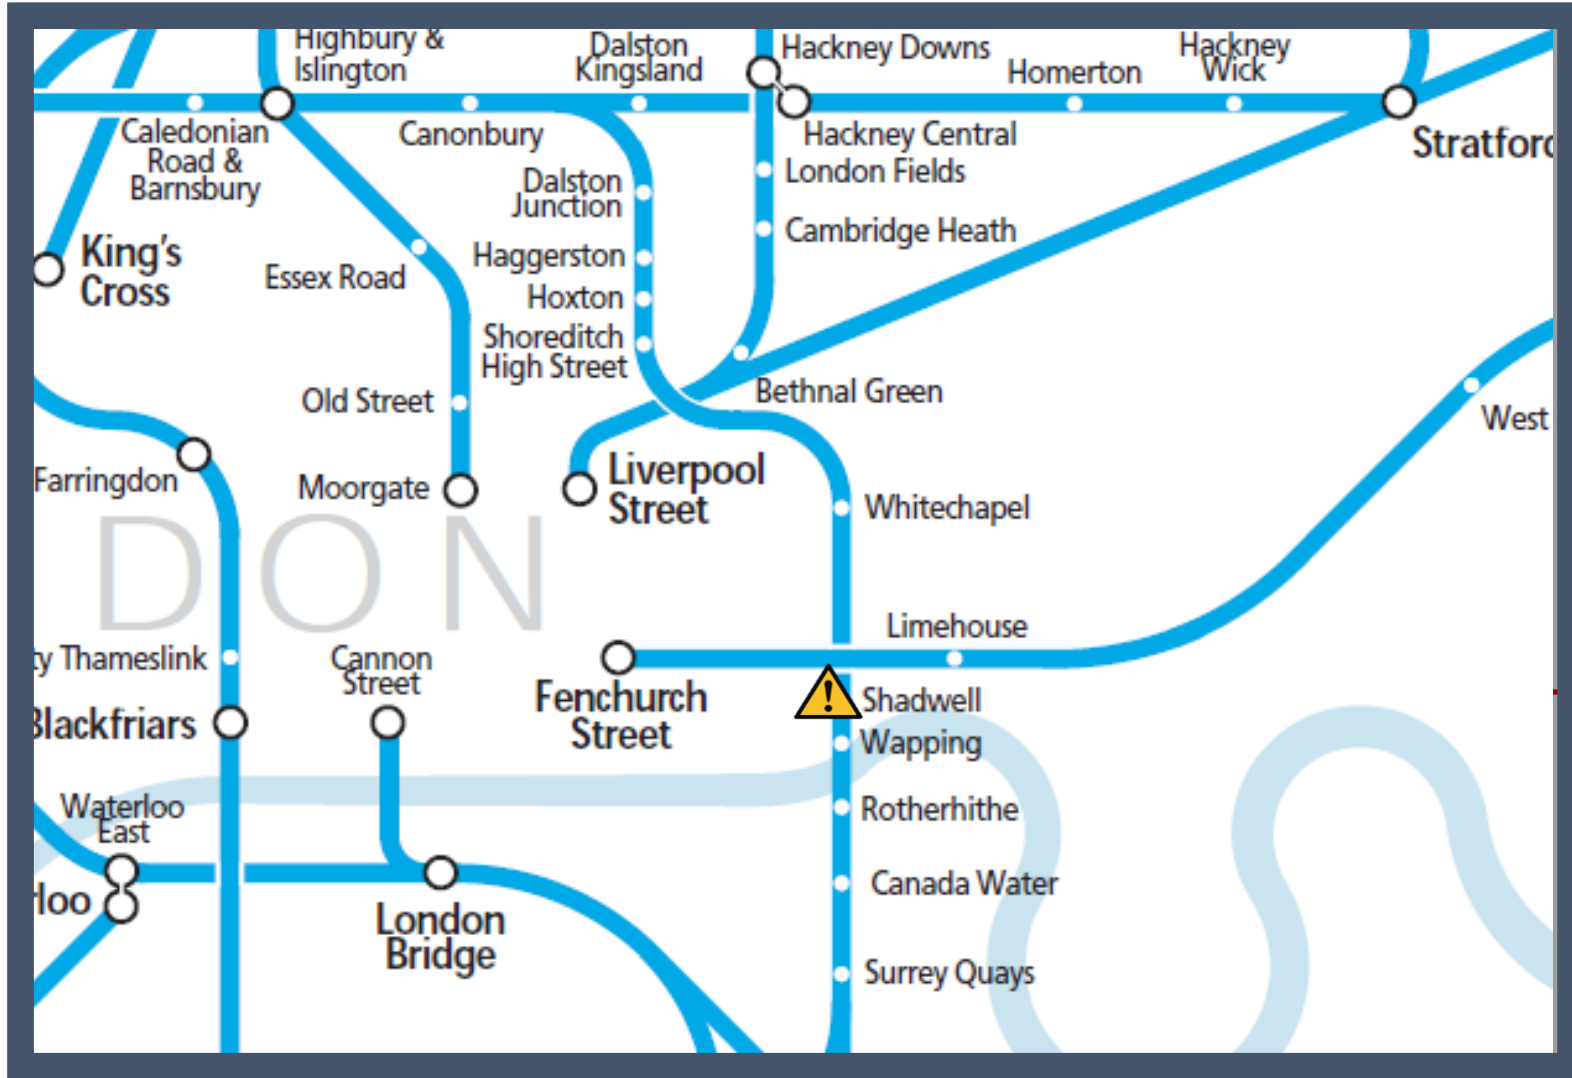 Highbury &
Islington
Dalston
Kingsland
Hackney Downs
Homerton
Hackney
Wick
Caledonian
Road &
Barnsbury
Canonbury
Hackney Central
Stratford
Dalston
Junction
London Fields
Cambridge Heath
King's
Cross
Essex Road
Haggerston
Hoxton
Shoreditch
High Street
Old Street
Bethnal Green
West
Farringdon
Moorgate
Liverpool
Street
Whitechapel
DON
Limehouse
ty Thameslink
Cannon
Street
Fenchurch
Street
!
Shadwell
Blackfriars
Wapping
Waterloo
East
Rotherhithe
rloo
Canada Water
London
Bridge
Surrey Quays